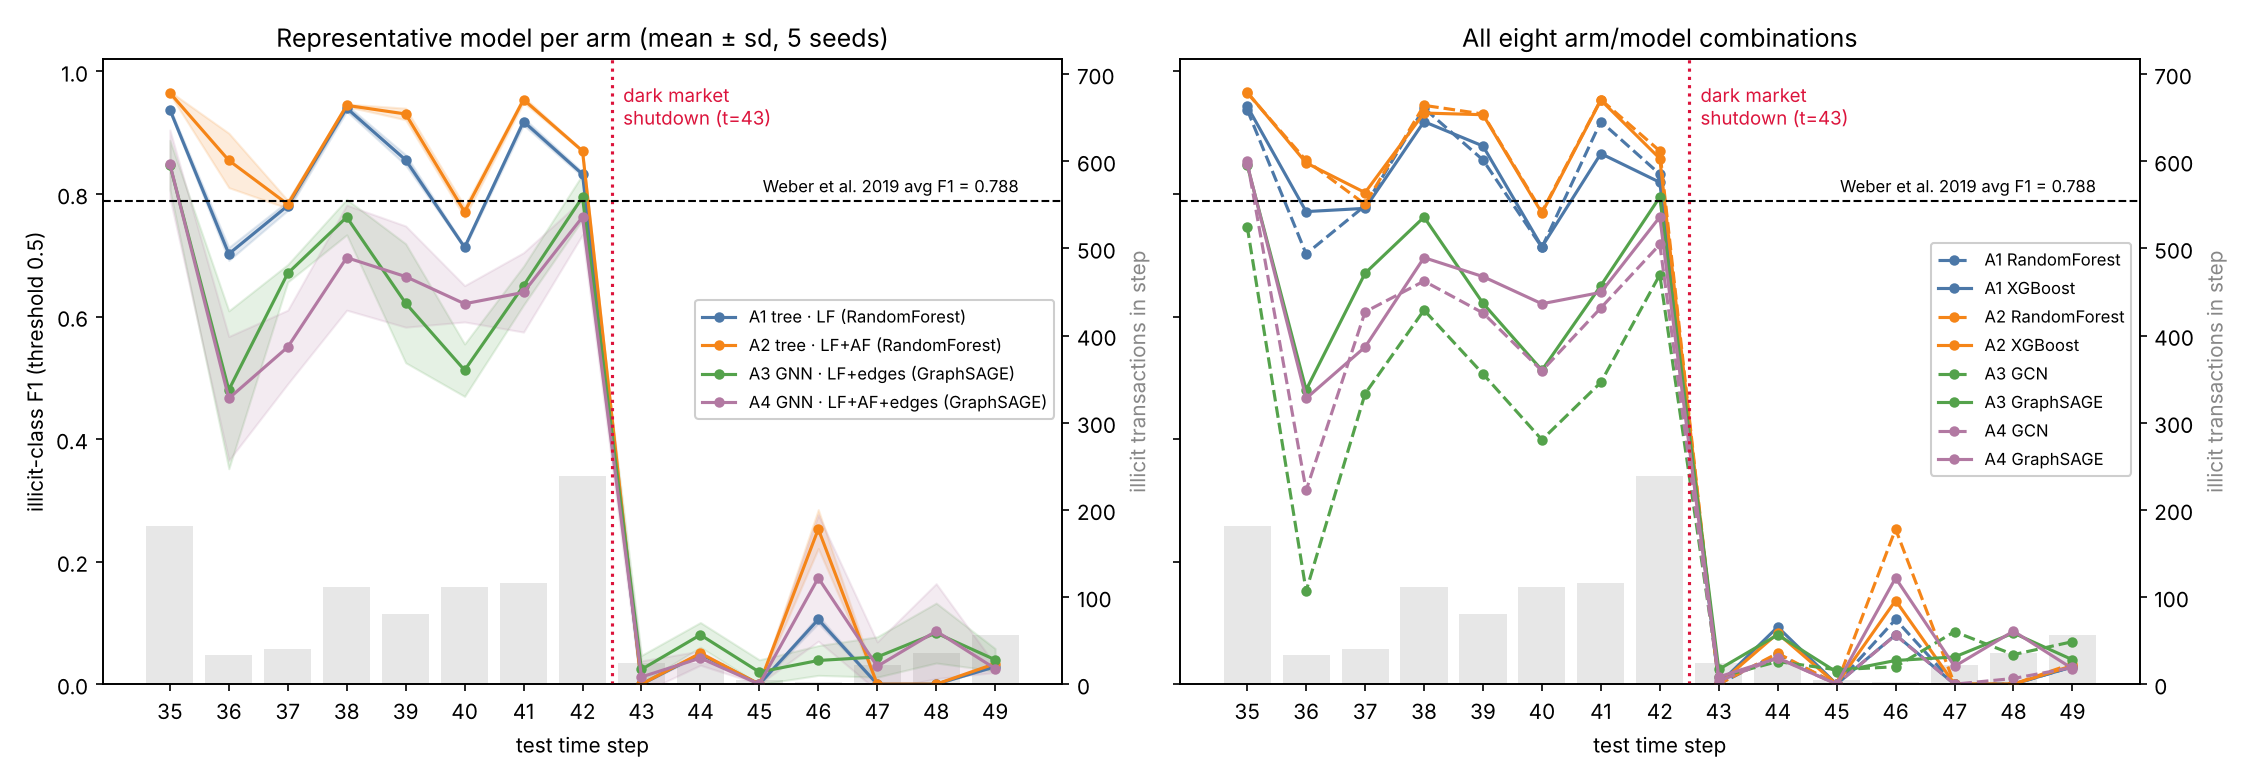 Representative model per arm (mean ± sd, 5 seeds)
illicit-class F1 (threshold 0.5)
1.0
0.8
0.6
0.4
0.2
0.0
dark market
shutdown (t=43)
Weber et al. 2019 avg F1 = 0.788
A1 tree · LF (RandomForest)
A2 tree · LF+AF (RandomForest)
A3 GNN · LF+edges (GraphSAGE)
A4 GNN · LF+AF+edges (GraphSAGE)
700
600
500
400
300
200
100
0
illicit transactions in step
35 36 37 38 39 40 41 42 43 44 45 46 47 48 49
test time step
All eight arm/model combinations
dark market
shutdown (t=43)
Weber et al. 2019 avg F1 = 0.788
A1 RandomForest
A1 XGBoost
A2 RandomForest
A2 XGBoost
A3 GCN
A3 GraphSAGE
A4 GCN
A4 GraphSAGE
700
600
500
400
300
200
100
0
illicit transactions in step
35 36 37 38 39 40 41 42 43 44 45 46 47 48 49
test time step